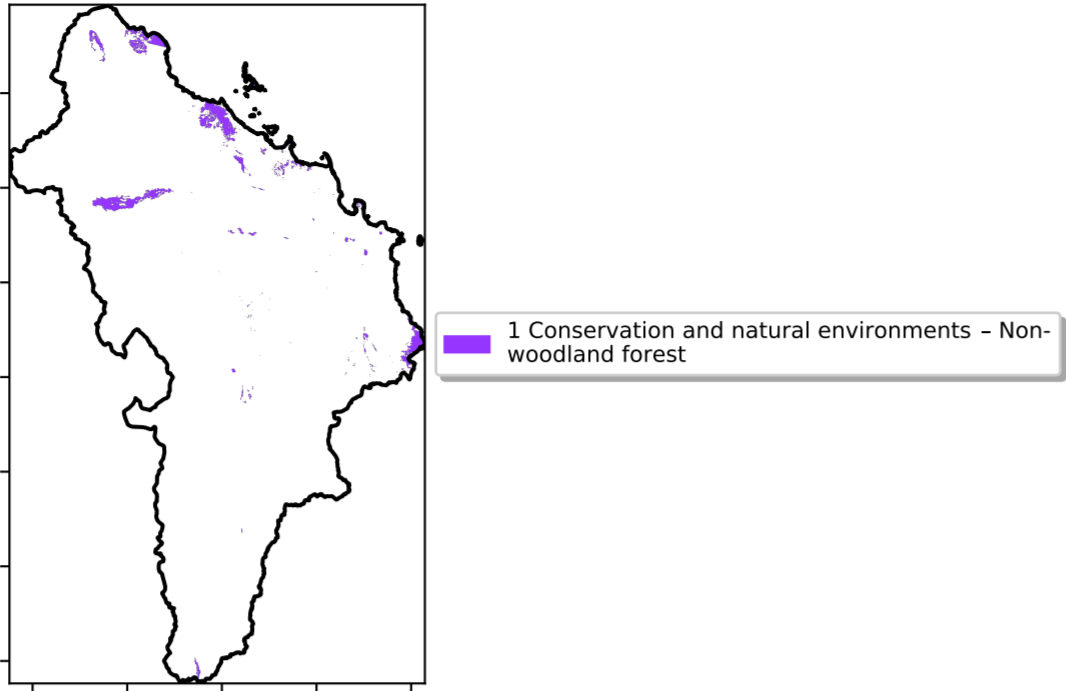 1 Conservation and natural environments – Non-
woodland forest